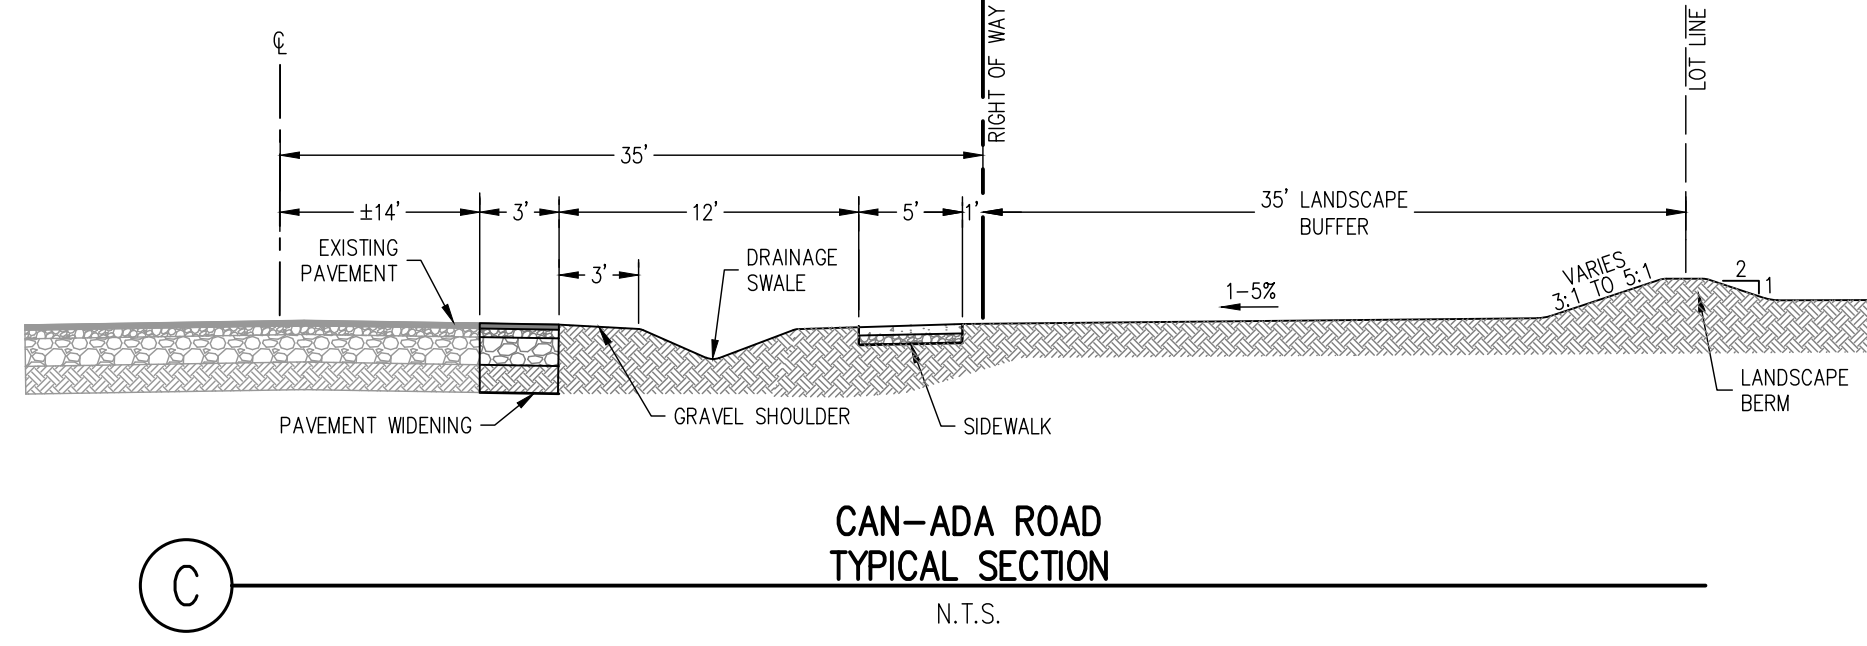 ℄
RIGHT OF WAY
LOT LINE
35'
±14'
3'
12'
5'
1'
35' LANDSCAPE
BUFFER
EXISTING
PAVEMENT
3'
DRAINAGE
SWALE
1-5%
VARIES
3:1 TO 5:1
2
1
PAVEMENT WIDENING
GRAVEL SHOULDER
SIDEWALK
LANDSCAPE
BERM
CAN-ADA ROAD
TYPICAL SECTION
C
N.T.S.